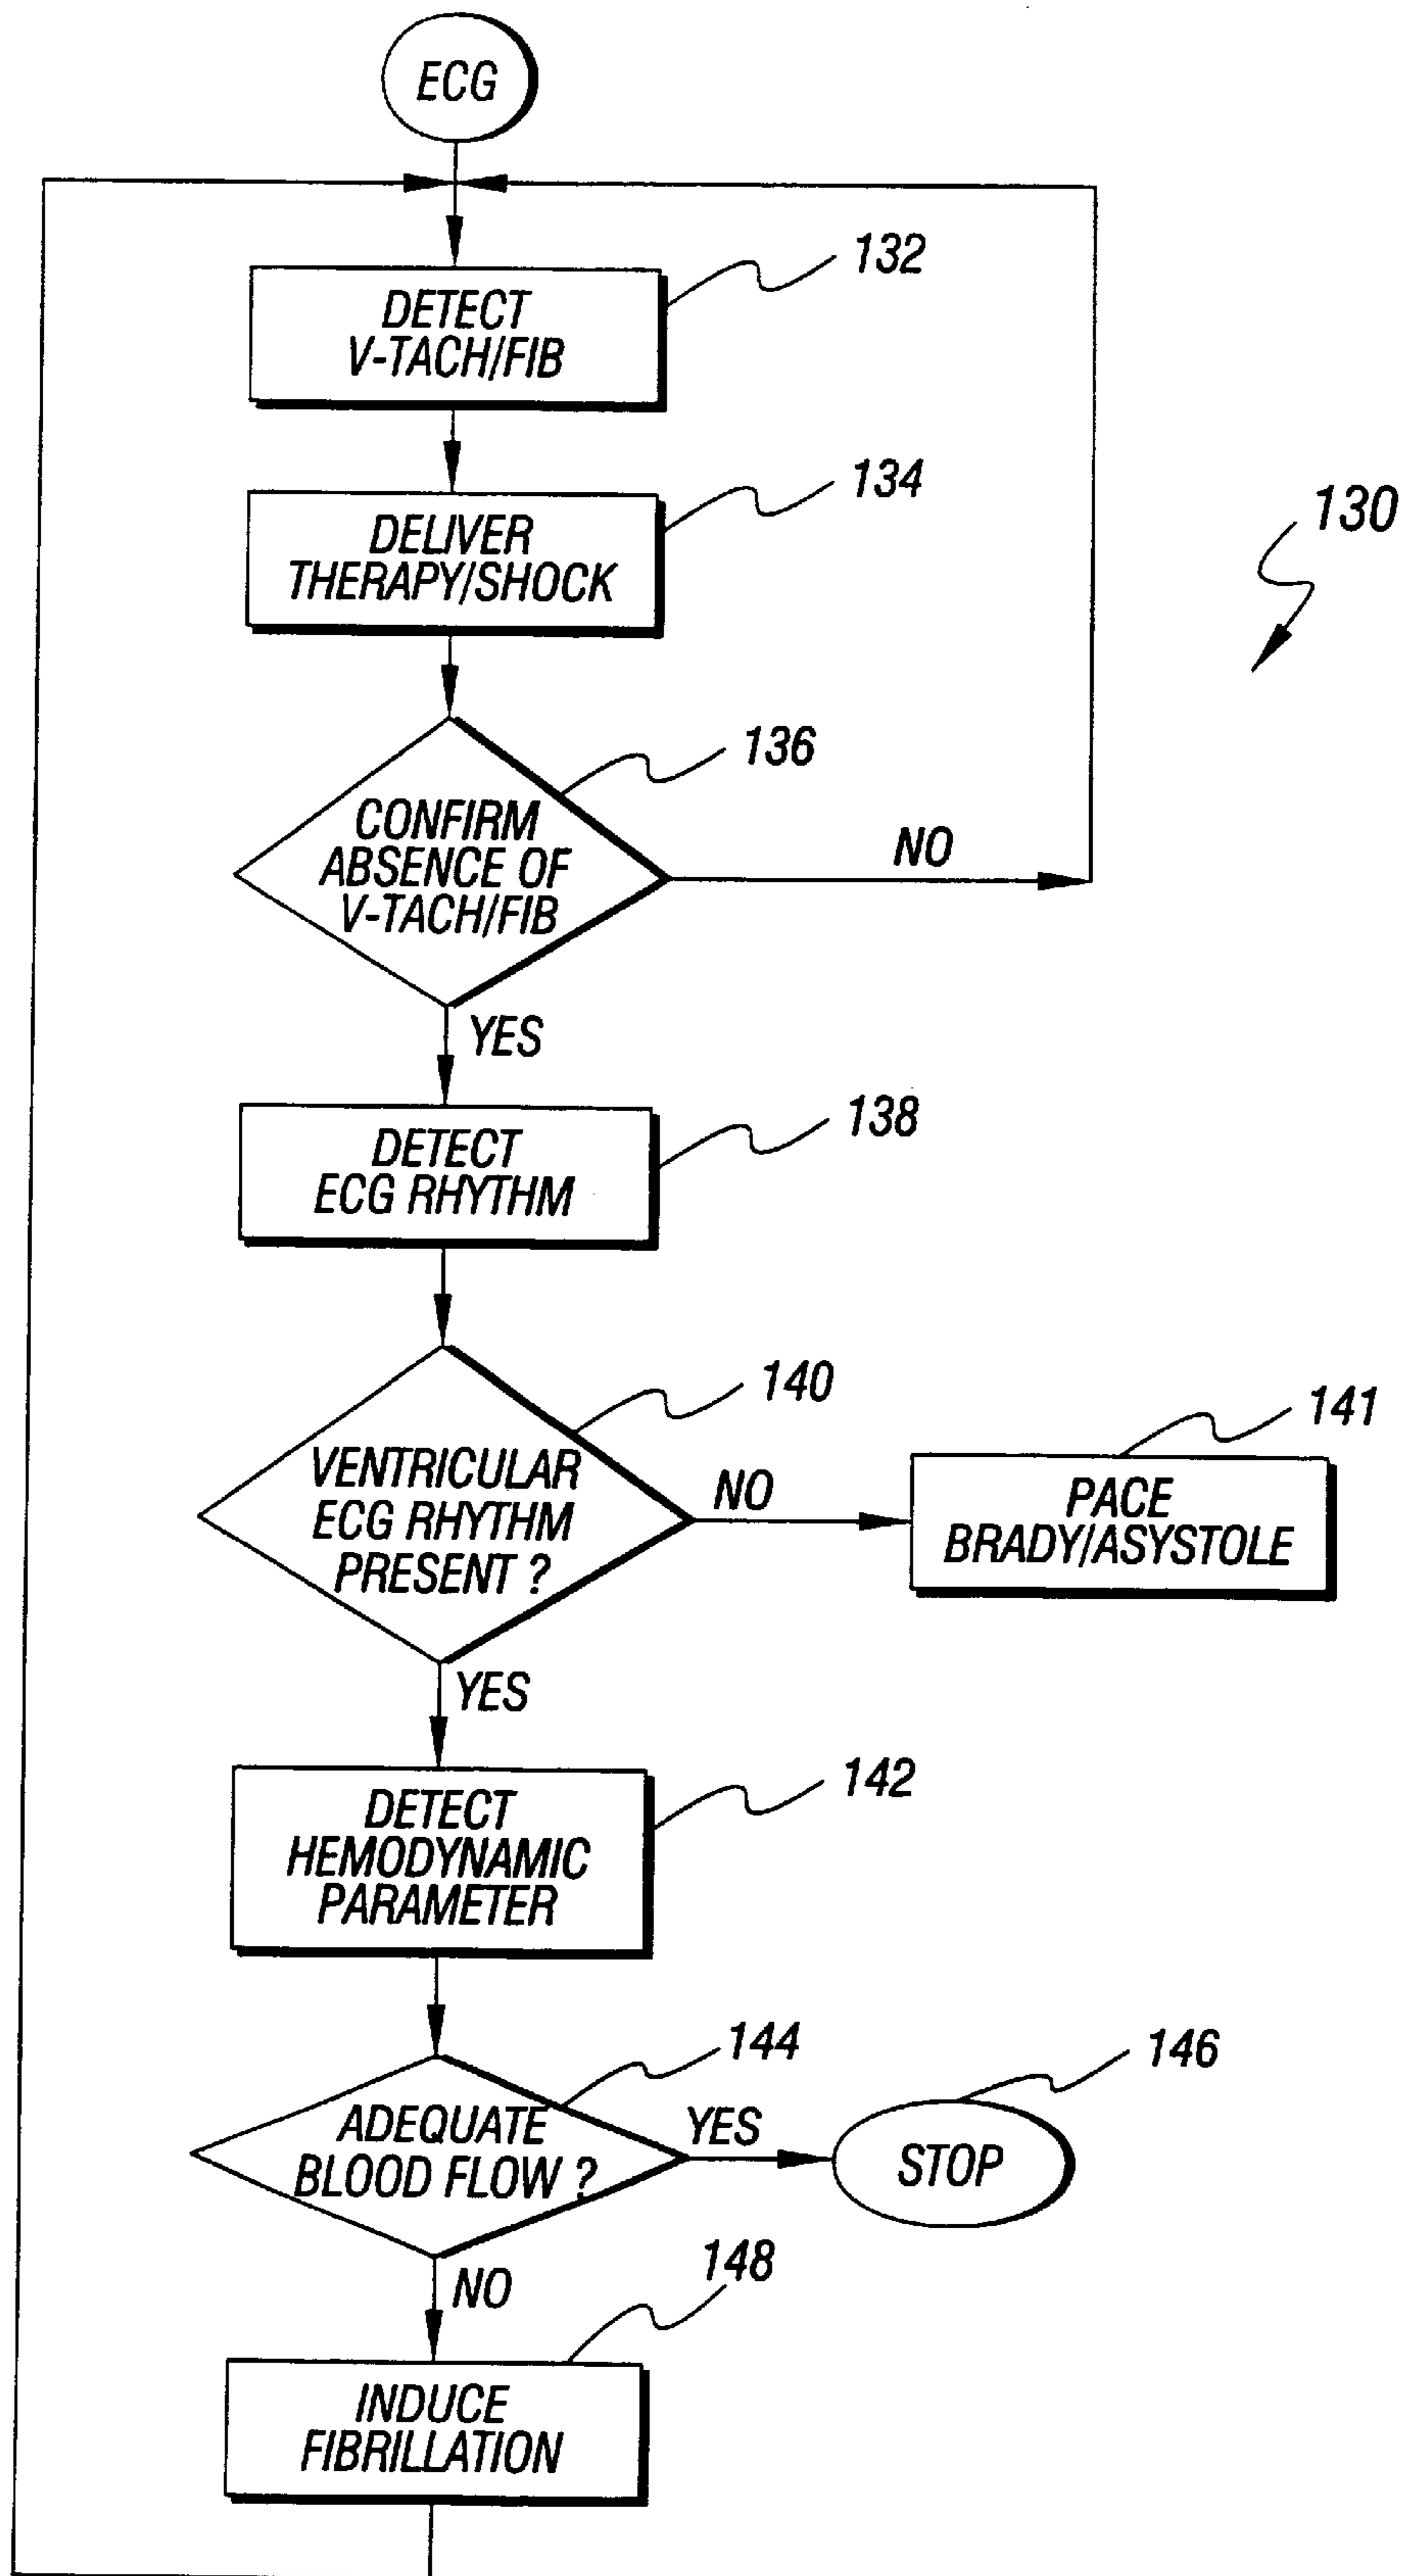 ECG
132
DETECT
V-TACH/FIB
134
DELIVER
THERAPY/SHOCK
130
136
CONFIRM
ABSENCE OF
V-TACH/FIB
NO
YES
138
DETECT
ECG RHYTHM
140
141
VENTRICULAR
ECG RHYTHM
PRESENT ?
NO
PACE
BRADY/ASYSTOLE
YES
142
DETECT
HEMODYNAMIC
PARAMETER
144
146
ADEQUATE
BLOOD FLOW ?
YES
STOP
148
NO
INDUCE
FIBRILLATION